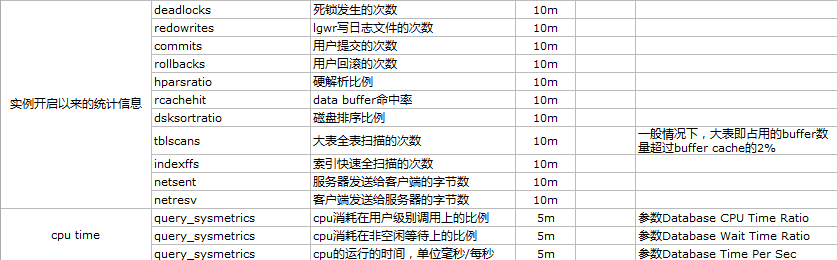 deadlocks 死锁发生的次数 10m
redowrites lgwr写日志文件的次数 10m
commits 用户提交的次数 10m
rollbacks 用户回滚的次数 10m
hparsratio 硬解析比例 10m
实例开启以来的统计信息
rcachehit data buffer命中率 10m
dsksortratio 磁盘排序比例 10m
tblscans 大表全表扫描的次数 10m 一般情况下，大表即占用的buffer数
量超过buffer cache的2%
indexffs 索引快速全扫描的次数 10m
netsent 服务器发送给客户端的字节数 10m
netresv 客户端发送给服务器的字节数 10m
query_sysmetrics cpu消耗在用户级别调用上的比例 5m 参数Database CPU Time Ratio
cpu time query_sysmetrics cpu消耗在非空闲等待上的比例 5m 参数Database Wait Time Ratio
query_sysmetrics cpu的运行的时间，单位毫秒/每秒 5m 参数Database Time Per Sec